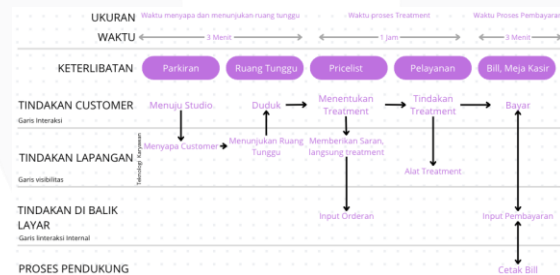 UKURAN
WAKTU
Waktu menyapa dan menunjukan ruang tunggu
Waktu proses Treatment
Waktu Proses Pembayaran
3 Menit
1 Jam
3 Menit
KETERLIBATAN
Parkiran
Ruang Tunggu
Pricelist
Pelayanan
Bill, Meja Kasir
TINDAKAN CUSTOMER
Menuju Studio
Duduk
Menentukan
Treatment
Tindakan
Treatment
Bayar
Garis Interaksi
TINDAKAN LAPANGAN
Teknologi Karyawan
Menyapa Customer
Menunjukan Ruang
Tunggu
Memberikan Saran,
langsung treatment
Alat Treatment
Garis visibilitas
TINDAKAN DI BALIK
LAYAR
Input Orderan
Input Pembayaran
Garis Iinteraksi Internal
PROSES PENDUKUNG
Cetak Bill